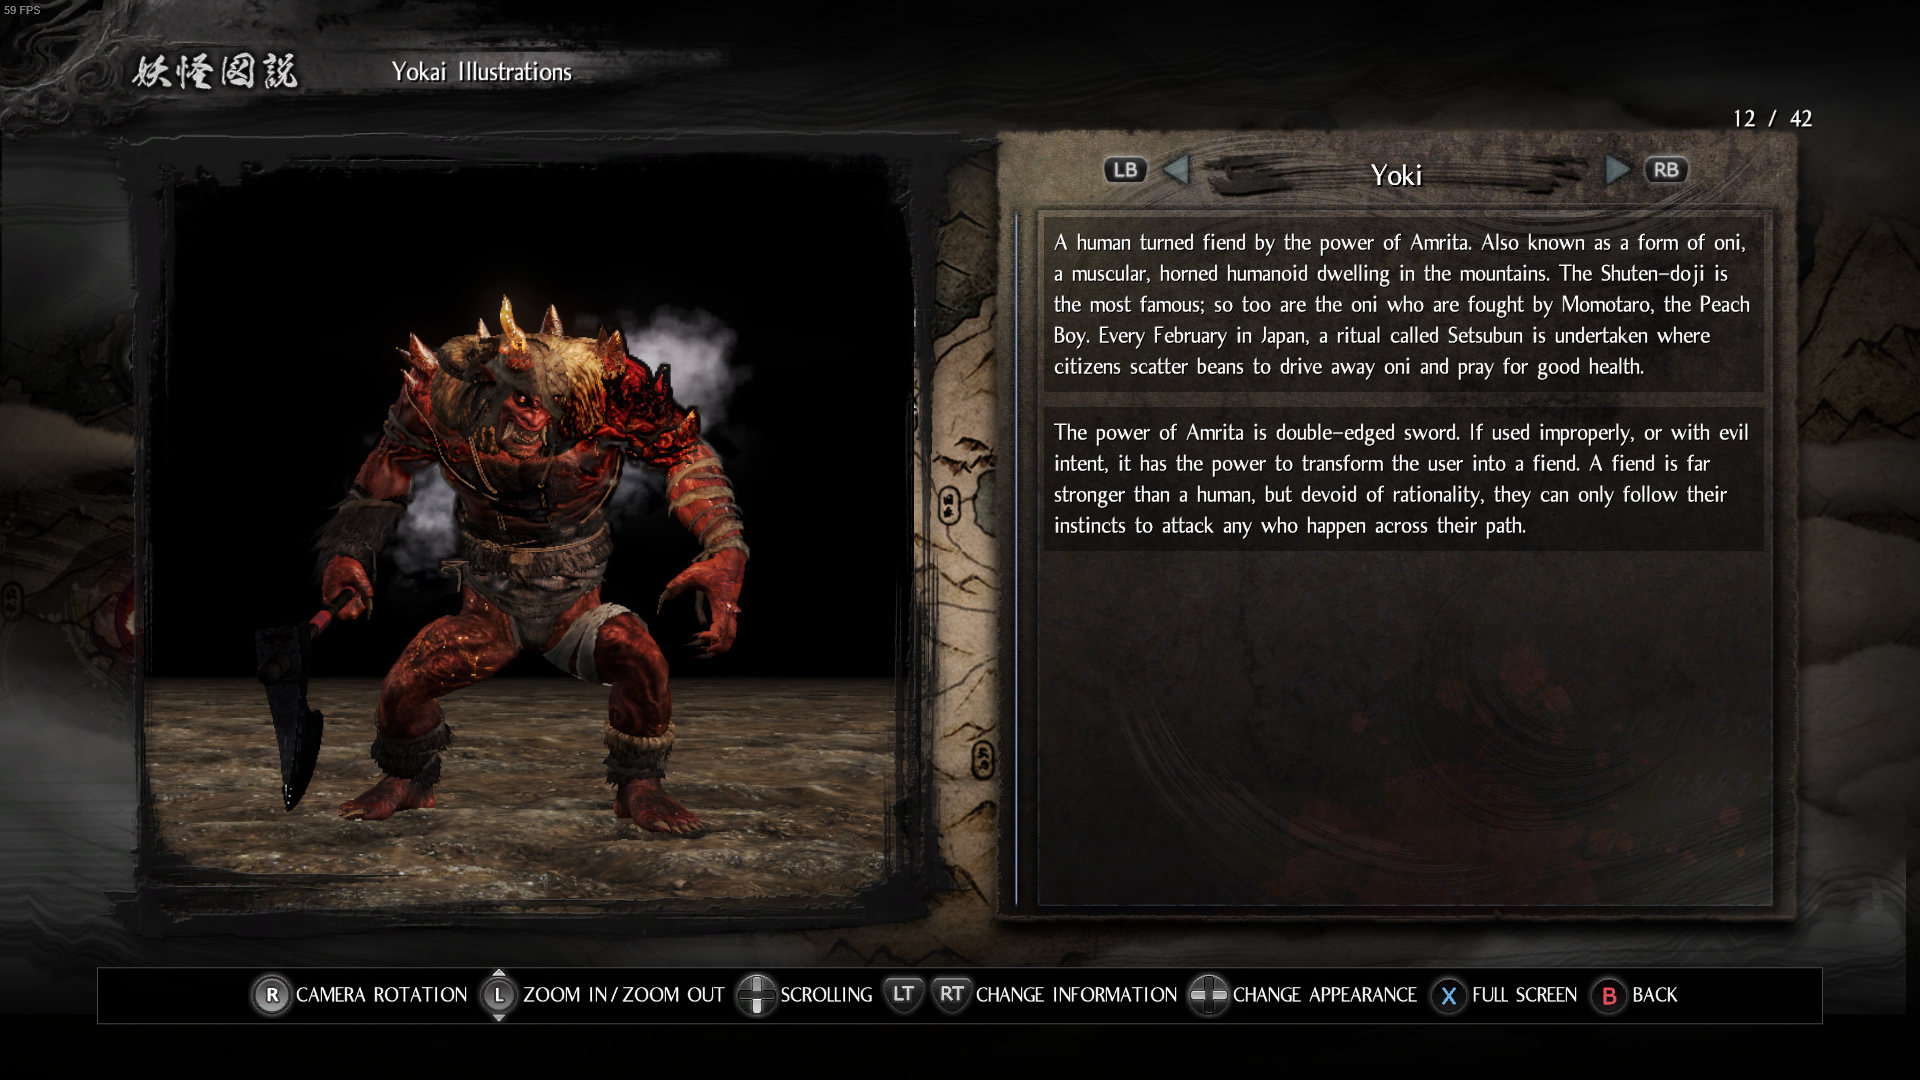 59 FPS
妖怪図説
Yokai Illustrations
12 / 42
LB
Yoki
RB
A human turned fiend by the power of Amrita. Also known as a form of oni,
a muscular, horned humanoid dwelling in the mountains. The Shuten-doji is
the most famous; so too are the oni who are fought by Momotaro, the Peach
Boy. Every February in Japan, a ritual called Setsubun is undertaken where
citizens scatter beans to drive away oni and pray for good health.
The power of Amrita is double-edged sword. If used improperly, or with evil
intent, it has the power to transform the user into a fiend. A fiend is far
stronger than a human, but devoid of rationality, they can only follow their
instincts to attack any who happen across their path.
R CAMERA ROTATION L ZOOM IN/ZOOM OUT SCROLLING LT RT CHANGE INFORMATION CHANGE APPEARANCE X FULL SCREEN B BACK